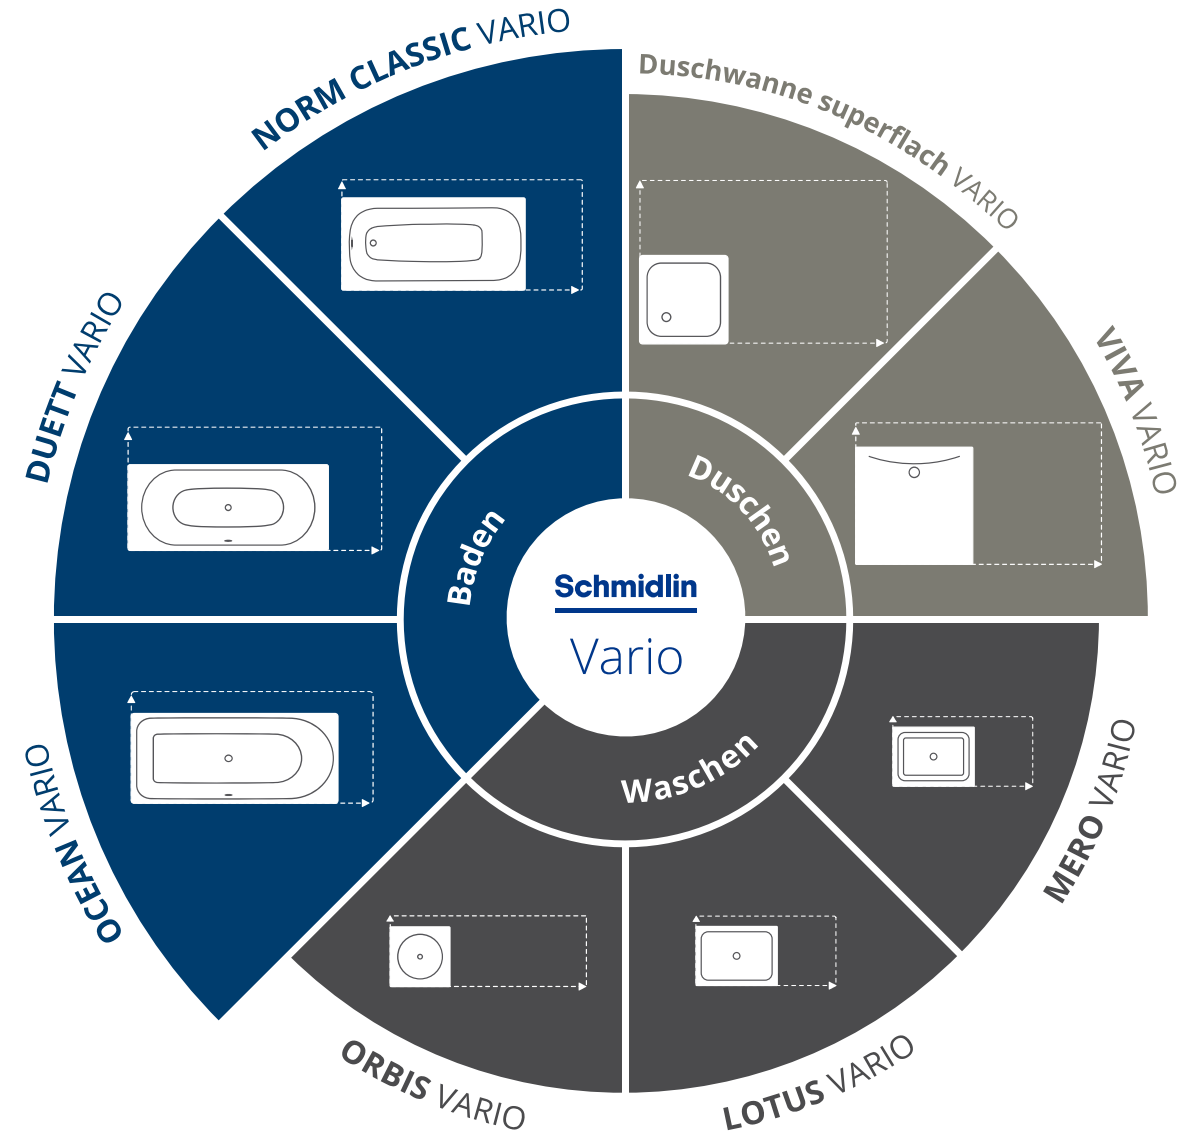 NORM CLASSIC VARIO
Duschwanne superflach VARIO
DUETT VARIO
VIVA VARIO
Baden
Duschen
Schmidlin
Vario
Waschen
OCEAN VARIO
MERO VARIO
ORBIS VARIO
LOTUS VARIO